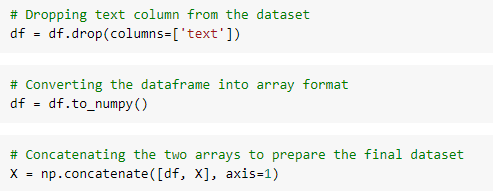 # Dropping text column from the dataset
df = df.drop(columns=['text'])
# Converting the dataframe into array format
df = df.to_numpy()
# Concatenating the two arrays to prepare the final dataset
X = np.concatenate([df, X], axis=1)